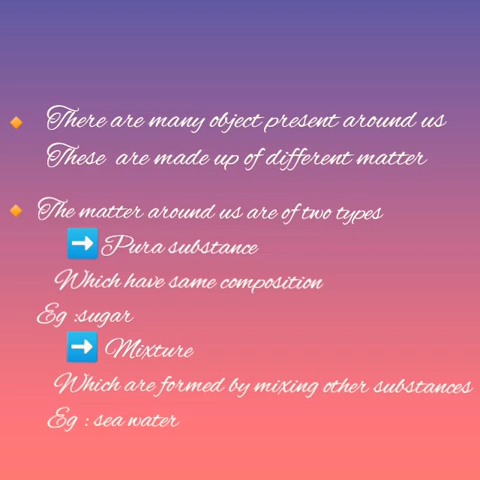 There are many object present around us
These are made up of different matter
The matter around us are of two types
Pura substance
Which have same composition
Eg :sugar
Mixture
Which are formed by mixing other substances
Eg : sea water